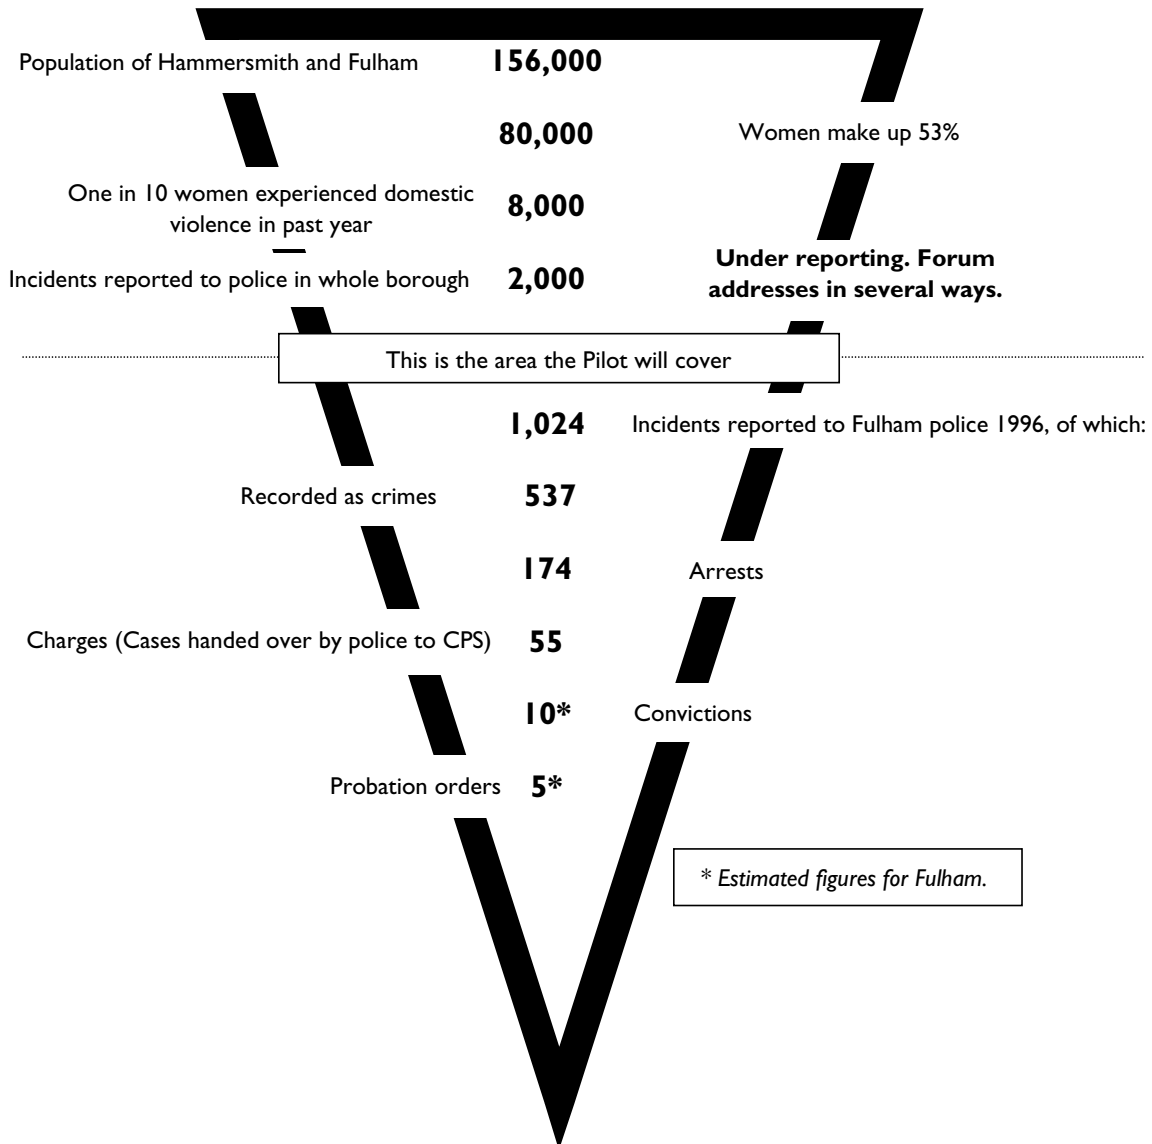 Population of Hammersmith and Fulham 156,000
80,000 Women make up 53%
One in 10 women experienced domestic
violence in past year
8,000
Incidents reported to police in whole borough 2,000
Under reporting. Forum
addresses in several ways.
This is the area the Pilot will cover
1,024 Incidents reported to Fulham police 1996, of which:
Recorded as crimes 537
174 Arrests
Charges (Cases handed over by police to CPS) 55
10* Convictions
Probation orders 5*
* Estimated figures for Fulham.